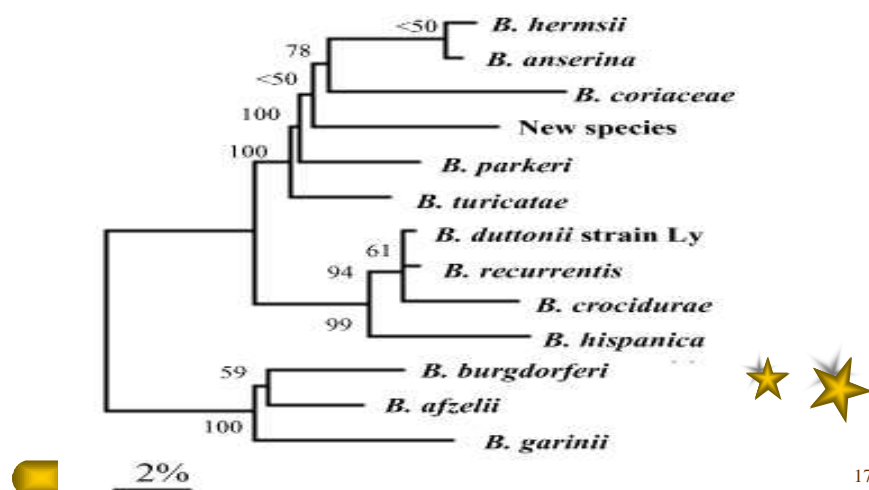 <50
B. hermsii
78
B. anserina
<50
B. coriaceae
100
New species
100
B. parkeri
B. turicatae
B. duttonii strain Ly
61
B. recurrentis
94
B. crocidurae
99
B. hispanica
59
B. burgdorferi
B. afzelii
100
B. garinii
2%
17